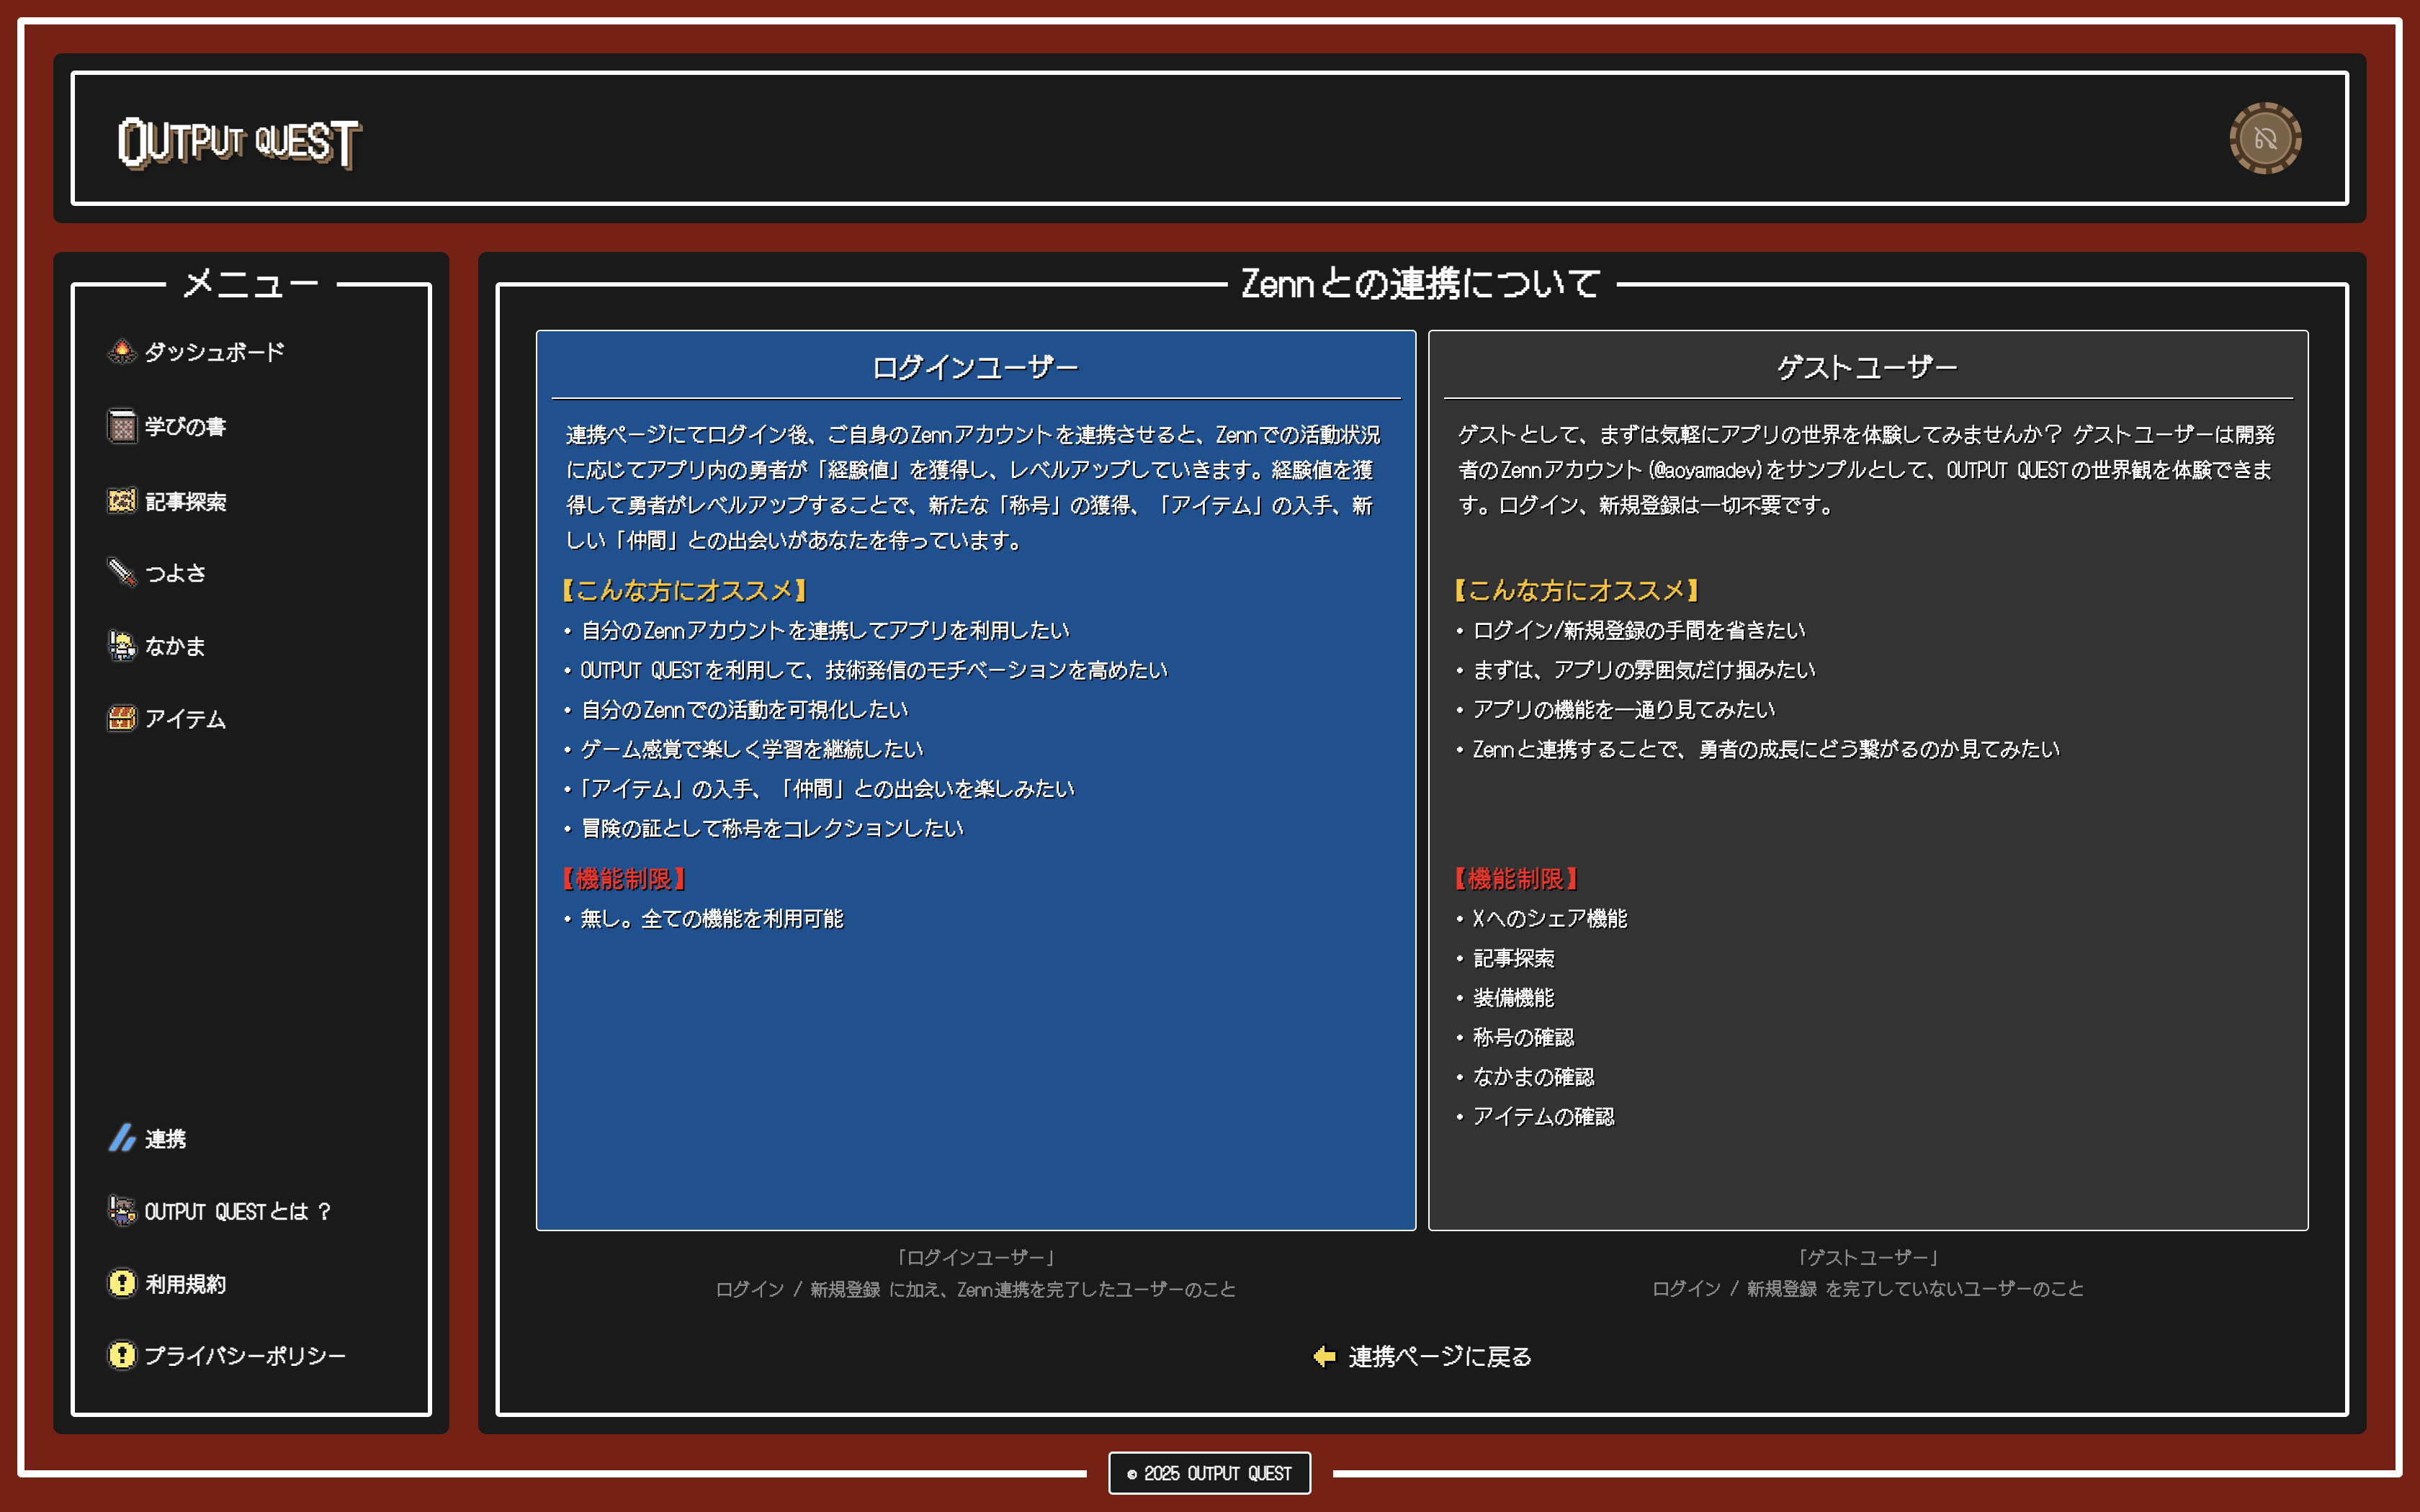 OUTPUT QUEST
メニュー
ダッシュボード
学びの書
記事探索
つよさ
なかま
アイテム
連携
OUTPUT QUESTとは ?
利用規約
プライバシーポリシー
Zennとの連携について
ログインユーザー
連携ページにてログイン後、ご自身のZennアカウントを連携させると、Zennでの活動状況
に応じてアプリ内の勇者が「経験値」を獲得し、レベルアップしていきます。経験値を獲
得して勇者がレベルアップすることで、新たな「称号」の獲得、「アイテム」の入手、新
しい「仲間」との出会いがあなたを待っています。
【こんな方にオススメ】
・自分のZennアカウントを連携してアプリを利用したい
・OUTPUT QUESTを利用して、技術発信のモチベーションを高めたい
・自分のZennでの活動を可視化したい
・ゲーム感覚で楽しく学習を継続したい
・「アイテム」の入手、「仲間」との出会いを楽しみたい
・冒険の証として称号をコレクションしたい
【機能制限】
・無し。全ての機能を利用可能
「ログインユーザー」
ログイン / 新規登録 に加え、Zenn連携を完了したユーザーのこと
ゲストユーザー
ゲストとして、まずは気軽にアプリの世界を体験してみませんか? ゲストユーザーは開発
者のZennアカウント(@aoyamadev)をサンプルとして、OUTPUT QUESTの世界観を体験できま
す。ログイン、新規登録は一切不要です。
【こんな方にオススメ】
・ログイン/新規登録の手間を省きたい
・まずは、アプリの雰囲気だけ掴みたい
・アプリの機能を一通り見てみたい
・Zennと連携することで、勇者の成長にどう繋がるのか見てみたい
【機能制限】
・Xへのシェア機能
・記事探索
・装備機能
・称号の確認
・なかまの確認
・アイテムの確認
「ゲストユーザー」
ログイン / 新規登録 を完了していないユーザーのこと
連携ページに戻る
© 2025 OUTPUT QUEST